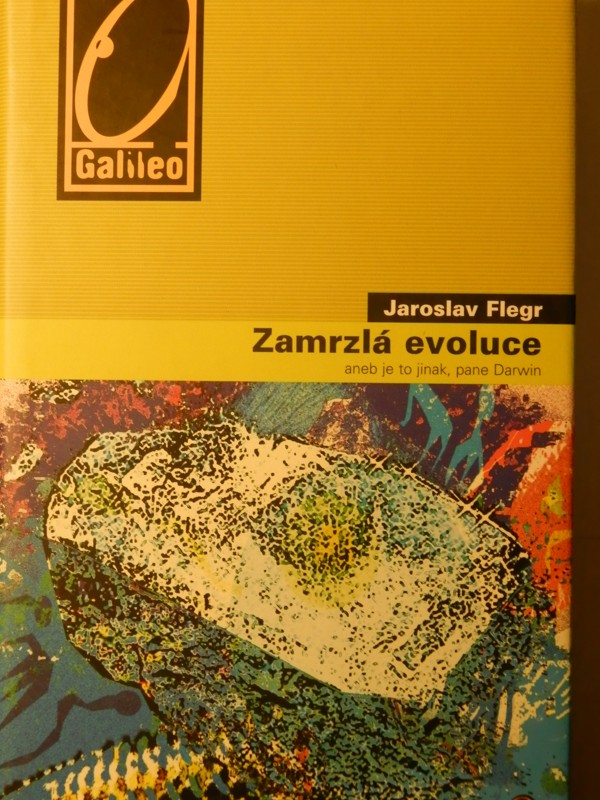 Galileo
Jaroslav Flegr
Zamrzlá evoluce
aneb je to jinak, pane Darwin